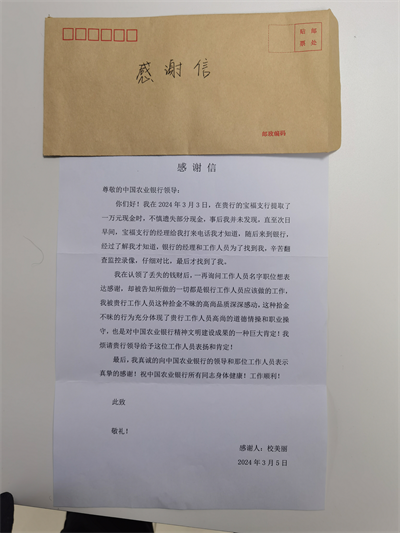 贴邮
票处
感谢信
邮政编码
感 谢 信
尊敬的中国农业银行领导:
你们好!我在 2024 年 3 月 3 日,在贵行的宝福支行提取了
一万元现金时,不慎遗失部分现金,事后我并未发现。直至次日
早间,宝福支行的经理给我打来电话我才知道,随后来到银行,
经过了解我才知道,银行的经理和工作人员为了找到我,辛苦翻
查监控录像,仔细对比,最后才找到了我。
我在认领了丢失的钱财后,一再询问工作人员名字职位想表
达感谢,却被告知所做的一切都是银行工作人员应该做的工作。
我被贵行工作人员这种拾金不昧的高尚品质深深感动。这种拾金
不昧的行为充分体现了贵行工作人员高尚的道德情操和职业操
守,也是对中国农业银行精神文明建设成果的一种巨大肯定!我
烦请贵行领导给予这位工作人员表扬和肯定!
最后,我真诚的向中国农业银行的领导和那位工作人员表示
真挚的感谢!祝中国农业银行所有同志身体健康!工作顺利!
此致
敬礼!
感谢人:校美丽
2024 年 3 月 5 日